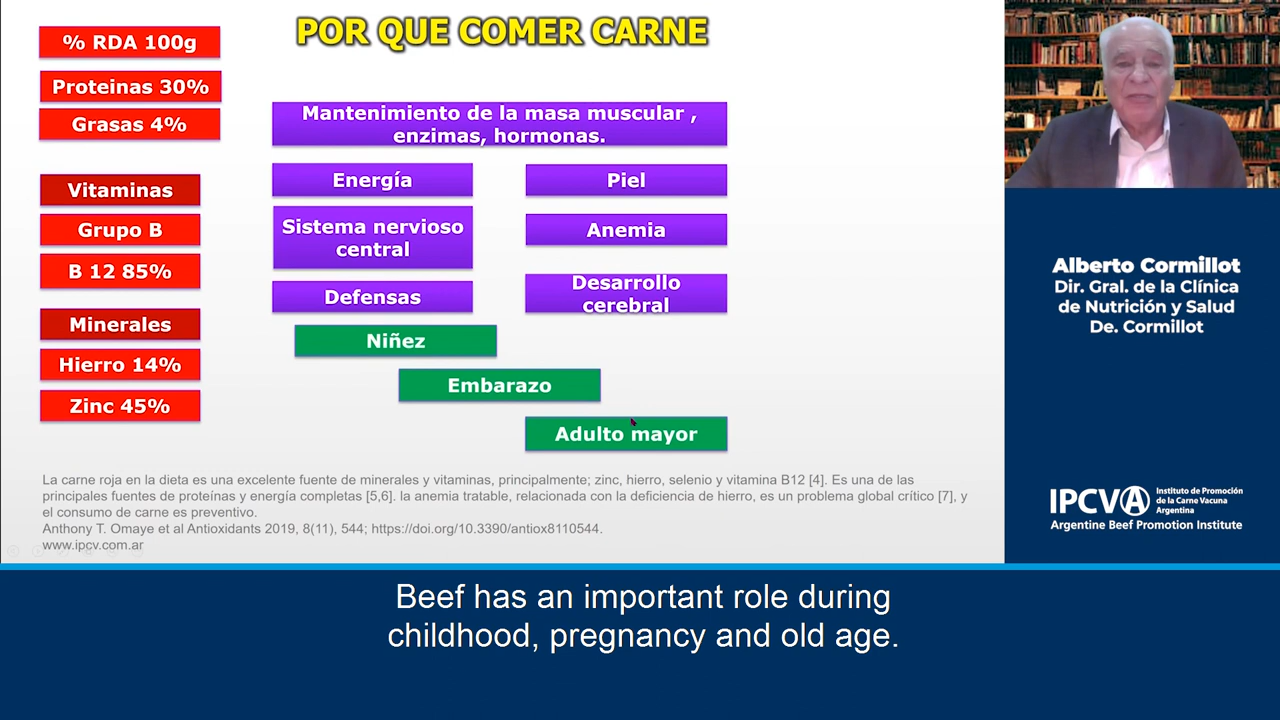 POR QUE COMER CARNE
% RDA 100g
Proteinas 30%
Grasas 4%
Vitaminas
Grupo B
B 12 85%
Minerales
Hierro 14%
Zinc 45%
Mantenimiento de la masa muscular ,
enzimas, hormonas.
Energía
Piel
Sistema nervioso
central
Anemia
Defensas
Desarrollo
cerebral
Niñez
Embarazo
Adulto mayor
La carne roja en la dieta es una excelente fuente de minerales y vitaminas, principalmente; zinc, hierro, selenio y vitamina B12 [4]. Es una de las
principales fuentes de proteínas y energía completas [5,6]. la anemia tratable, relacionada con la deficiencia de hierro, es un problema global crítico [7], y
el consumo de carne es preventivo.
Anthony T. Omaye et al Antioxidants 2019, 8(11), 544; https://doi.org/10.3390/antiox8110544.
www.ipcv.com.ar
Alberto Cormillot
Dir. Gral. de la Clínica
de Nutrición y Salud
De. Cormillot
IPCVA
Instituto de Promoción
de la Carne Vacuna
Argentina
Argentine Beef Promotion Institute
Beef has an important role during
childhood, pregnancy and old age.